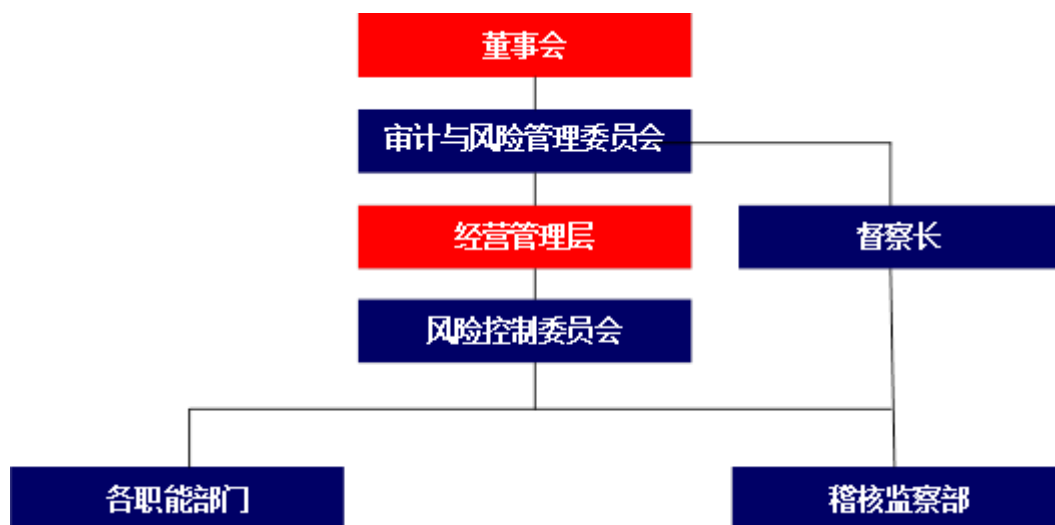 董事会
审计与风险管理委员会
经营管理层
督察长
风险控制委员会
各职能部门
稽核监察部